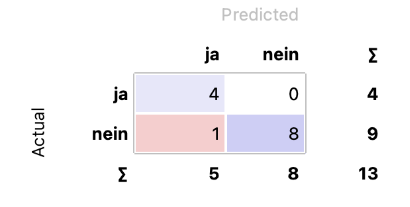 Predicted
ja nein Σ
ja 4 0 4
Actual
nein 1 8 9
Σ 5 8 13